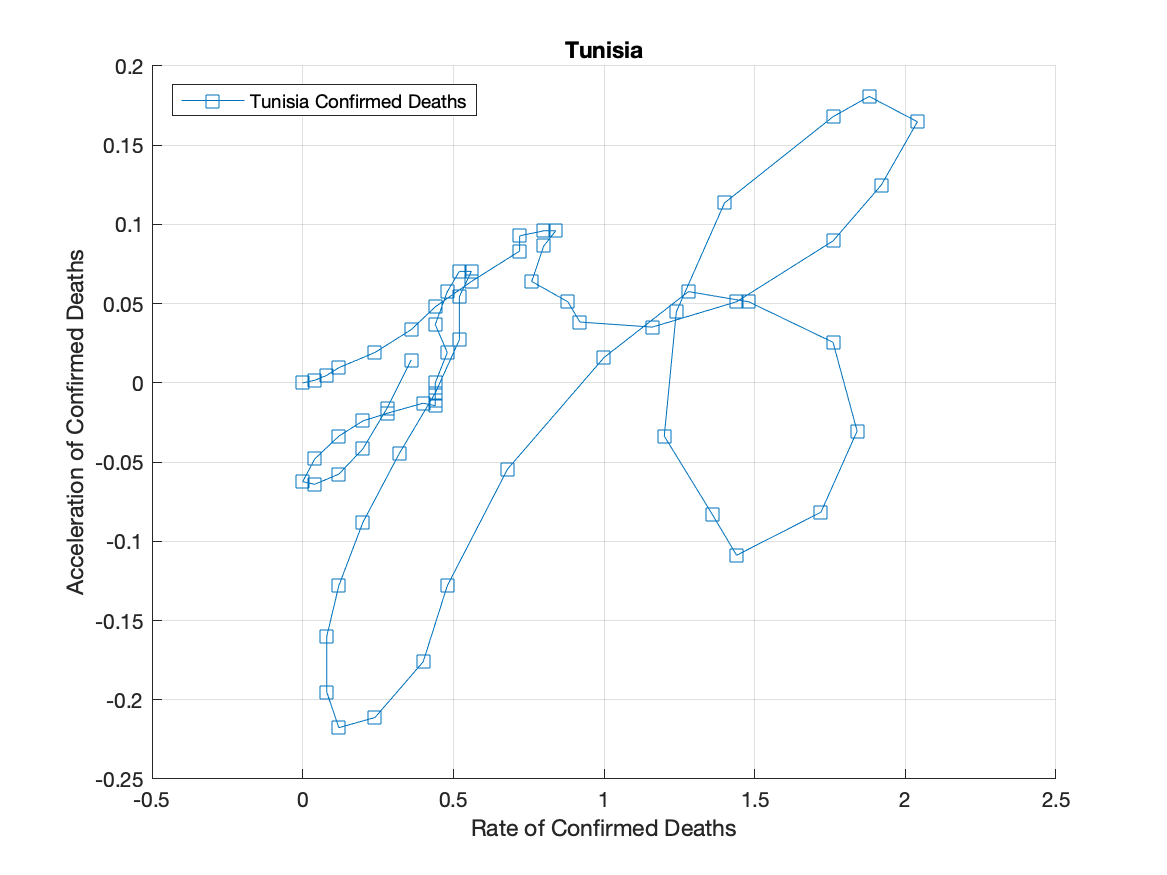 Tunisia
Tunisia Confirmed Deaths
0.2
0.15
0.1
0.05
0
-0.05
-0.1
-0.15
-0.2
-0.25
Acceleration of Confirmed Deaths
-0.5 0 0.5 1 1.5 2 2.5
Rate of Confirmed Deaths